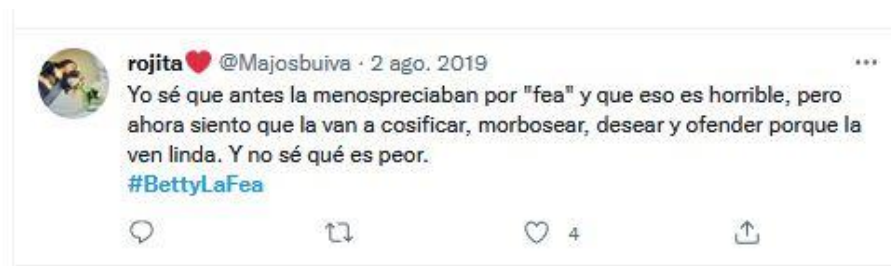 rojita❤️ @Majosbuiva · 2 ago. 2019
Yo sé que antes la menospreciaban por "fea" y que eso es horrible, pero
ahora siento que la van a cosificar, morbosear, desear y ofender porque la
ven linda. Y no sé qué es peor.
#BettyLaFea
4